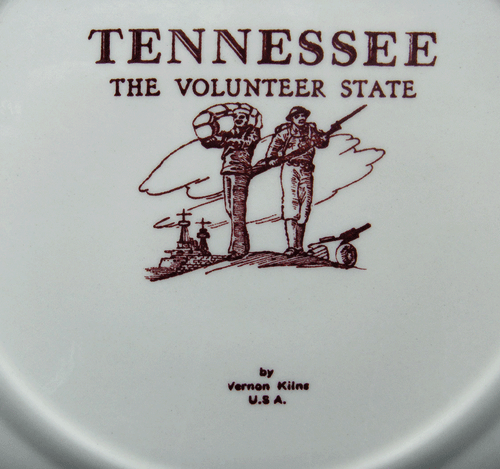 TENNESSEE
THE VOLUNTEER STATE
by
Vernon Kilns
U.S A.